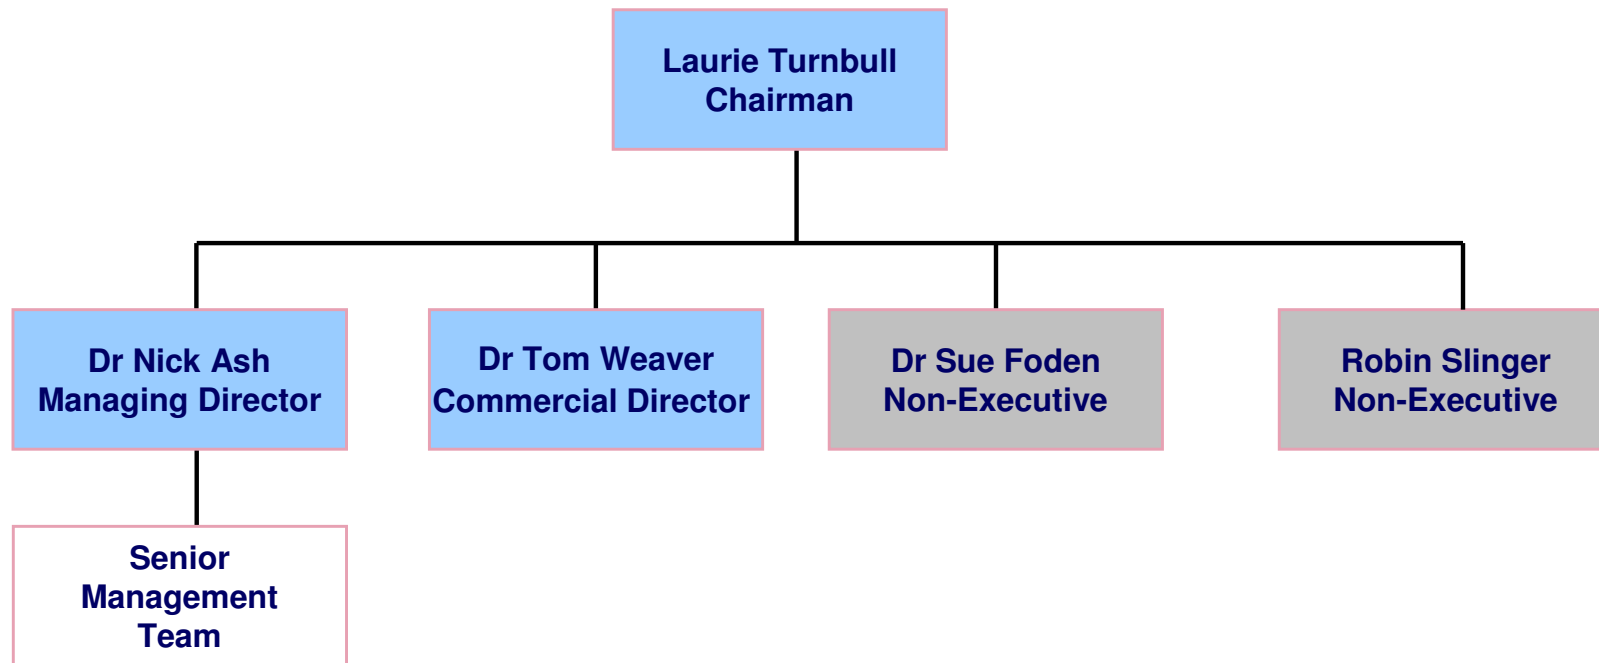 Laurie Turnbull
Chairman
Dr Nick Ash
Managing Director
Dr Tom Weaver
Commercial Director
Dr Sue Foden
Non-Executive
Robin Slinger
Non-Executive
Senior
Management
Team